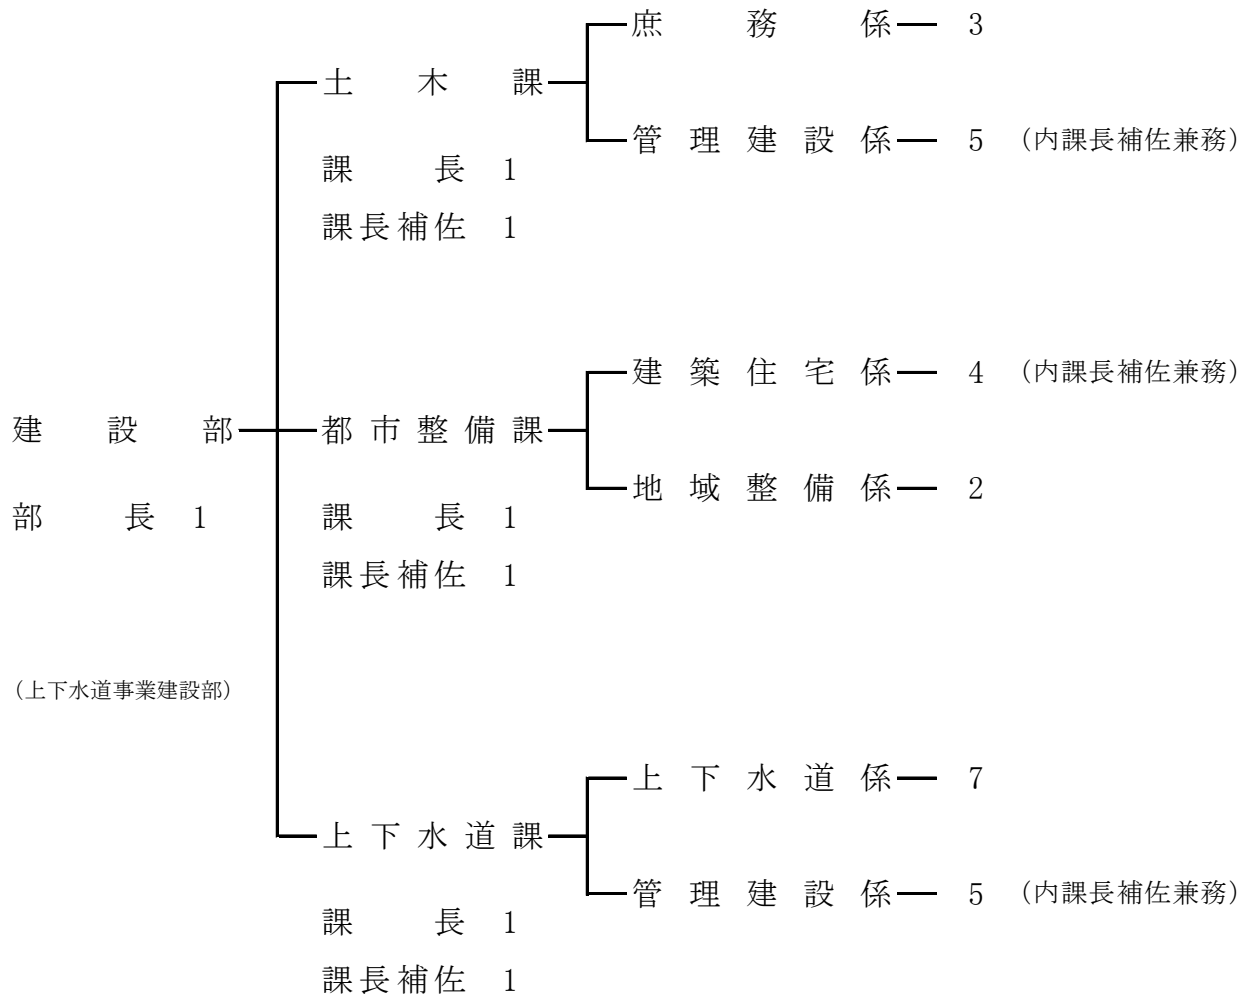 庶務係 3
土木課
管理建設係 5 (内課長補佐兼務)
課長 1
課長補佐 1
建築住宅係 4 (内課長補佐兼務)
建設部 都市整備課
地域整備係 2
部長 1 課長 1
課長補佐 1
(上下水道事業建設部)
上下水道係 7
上下水道課
管理建設係 5 (内課長補佐兼務)
課長 1
課長補佐 1